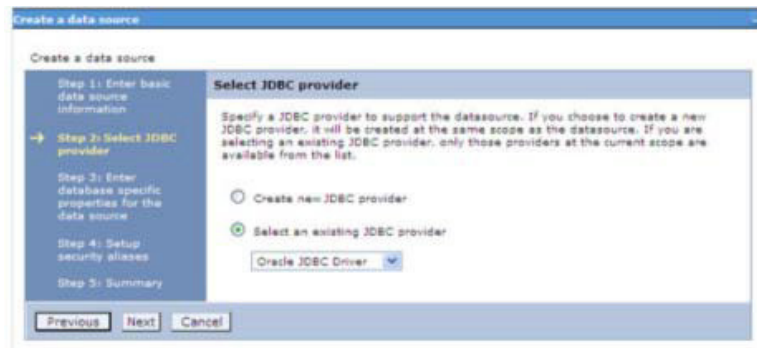 Create a data source
Create a data source
Step 1: Enter basic
data source
information
Step 2: Select JDBC
provider
Step 3: Enter
database specific
properties for the
data source
Step 4: Setup
security aliases
Step 5: Summary
Select JDBC provider
Specify a JDBC provider to support the datasource. If you choose to create a new
JDBC provider, it will be created at the same scope as the datasource. If you are
selecting an existing JDBC provider, only those providers at the current scope are
available from the list.
Create new JDBC provider
Select an existing JDBC provider
Oracle JDBC Driver
Previous Next Cancel